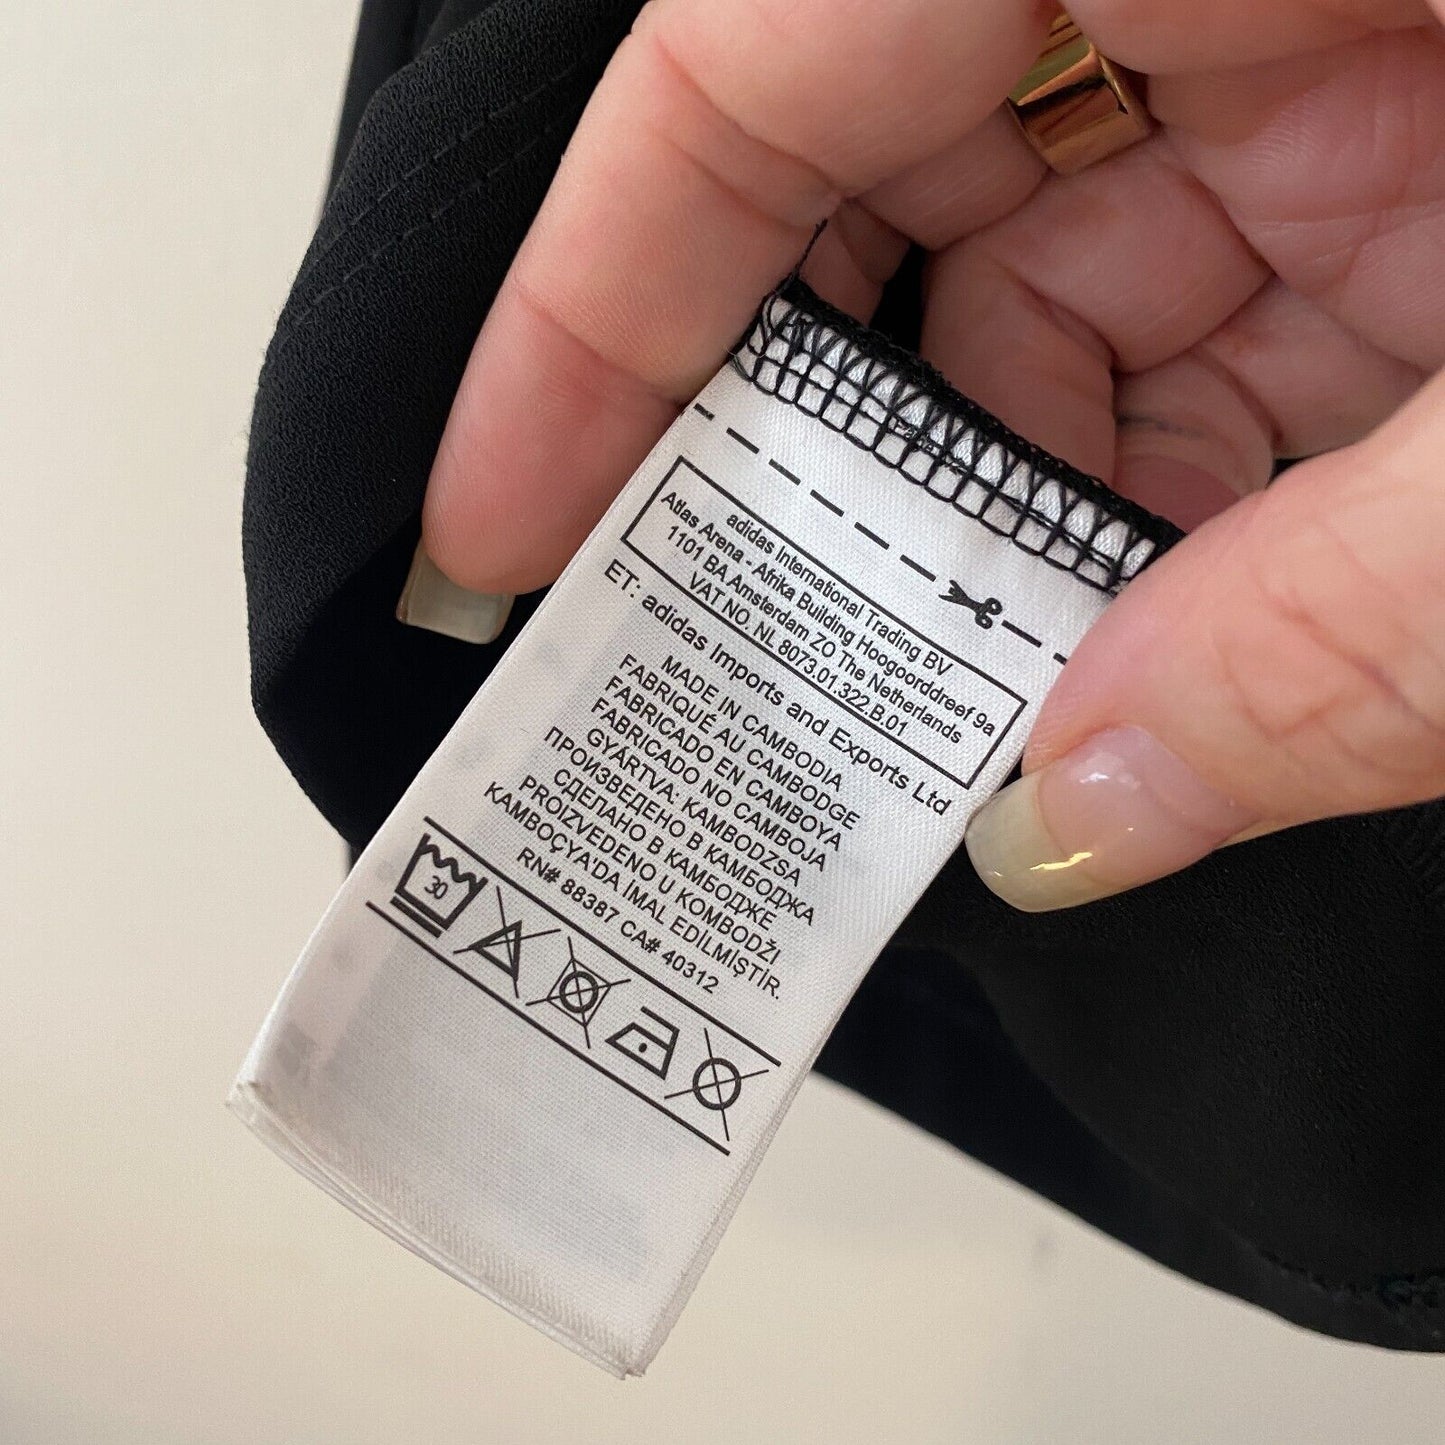 adidas International Trading BV
Atlas Arena - Afrika Building Hoogoorddreef 9a
1101 BA Amsterdam ZO The Netherlands
VAT NO. NL 8073.01.322.B.01
ET: adidas Imports and Exports Ltd
MADE IN CAMBODIA
FABRIQUÉ AU CAMBODGE
FABRICADO EN CAMBOYA
FABRICADO NO CAMBOJA
GYÁRTVA: KAMBODZSA
ПРОИЗВЕДЕНО В КАМБОДЖА
СДЕЛАНО В КАМБОДЖЕ
PROIZVEDENO U KOMBODŽI
KAMBOÇYA'DA İMAL EDİLMİŞTİR.
RN# 88387 CA# 40312
30